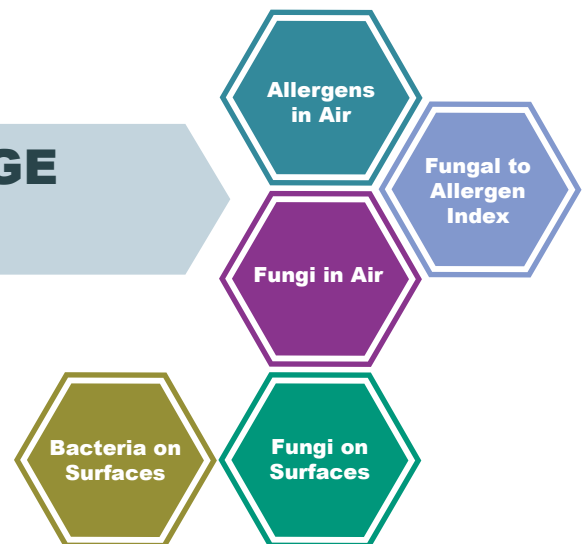 Allergens
in Air
GE
Fungal to
Allergen
Index
Fungi in Air
Bacteria on
Surfaces
Fungi on
Surfaces